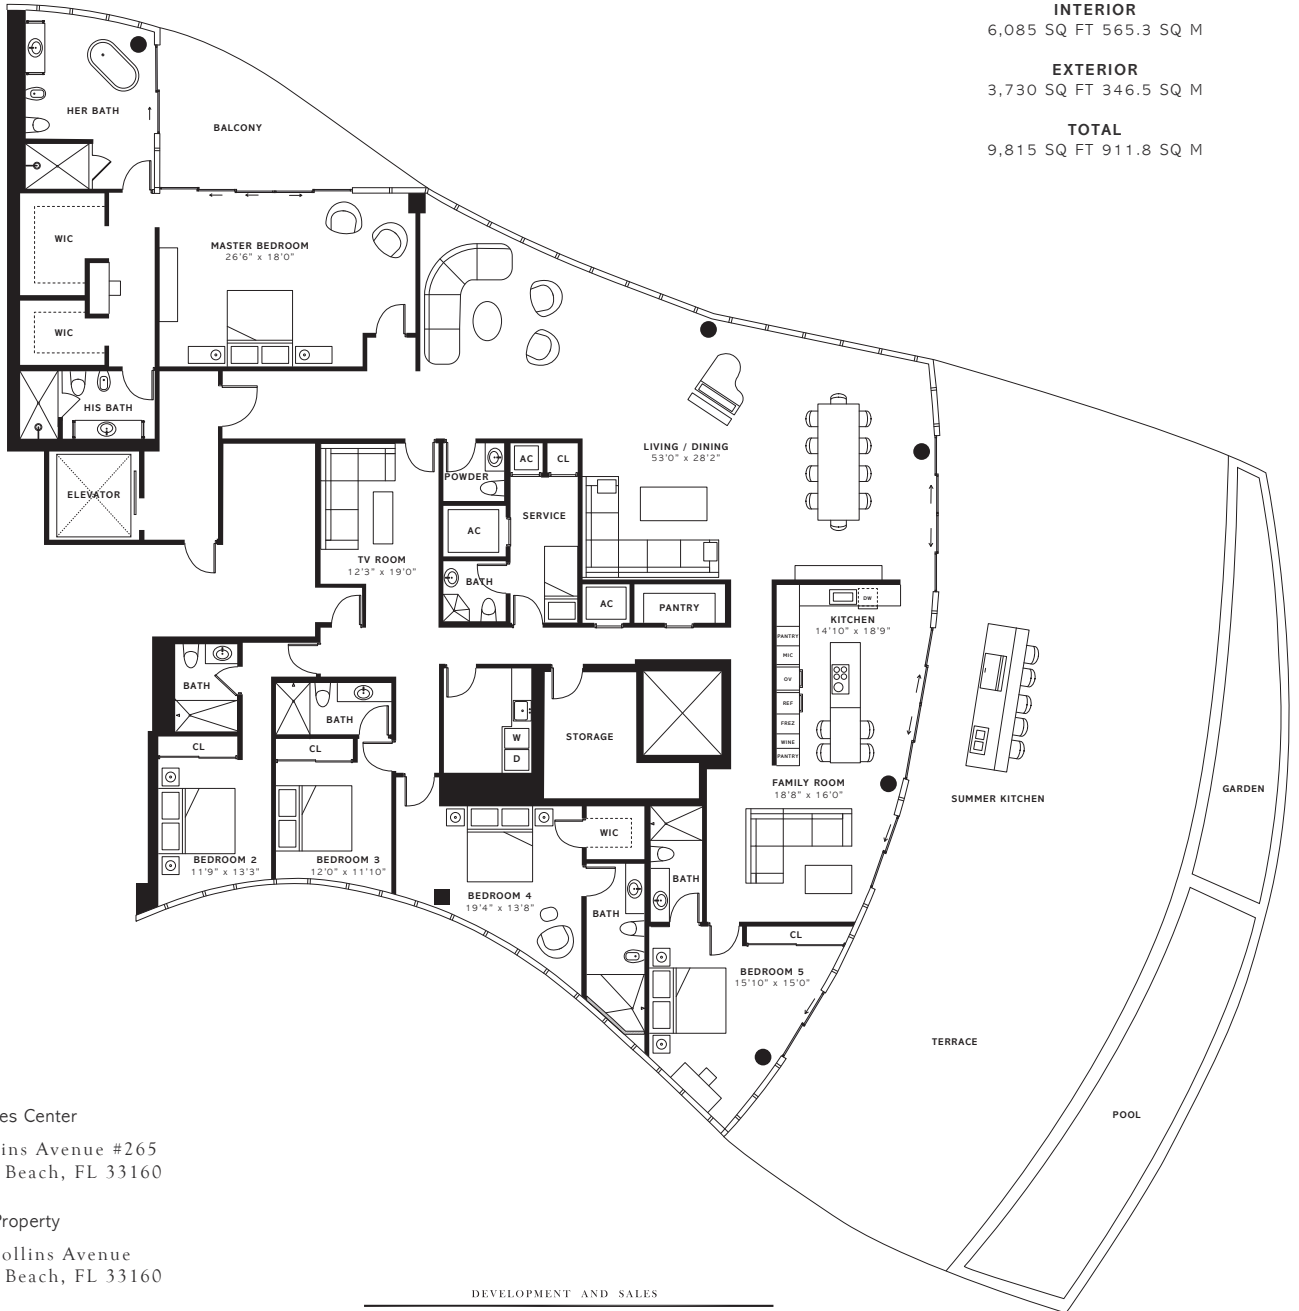 INTERIOR
6,085 SQ FT 565.3 SQ M
EXTERIOR
3,730 SQ FT 346.5 SQ M
TOTAL
9,815 SQ FT 911.8 SQ M
HER BATH
BALCONY
WIC
MASTER BEDROOM
26'6" x 18'0"
WIC
HIS BATH
ELEVATOR
POWDER
AC
CL
LIVING / DINING
53'0" x 28'2"
SERVICE
AC
TV ROOM
12'3" x 19'0"
BATH
AC
PANTRY
DW
KITCHEN
14'10" x 18'9"
PANTRY
MIC
OV
REF
FREZ
WINE
PANTRY
BATH
BATH
CL
CL
W
D
STORAGE
FAMILY ROOM
18'8" x 16'0"
SUMMER KITCHEN
GARDEN
WIC
BEDROOM 2
11'9" x 13'3"
BEDROOM 3
12'0" x 11'10"
BEDROOM 4
19'4" x 13'8"
BATH
BATH
CL
BEDROOM 5
15'10" x 15'0"
TERRACE
POOL
es Center
ins Avenue #265
Beach, FL 33160
Property
ollins Avenue
Beach, FL 33160
DEVELOPMENT AND SALES